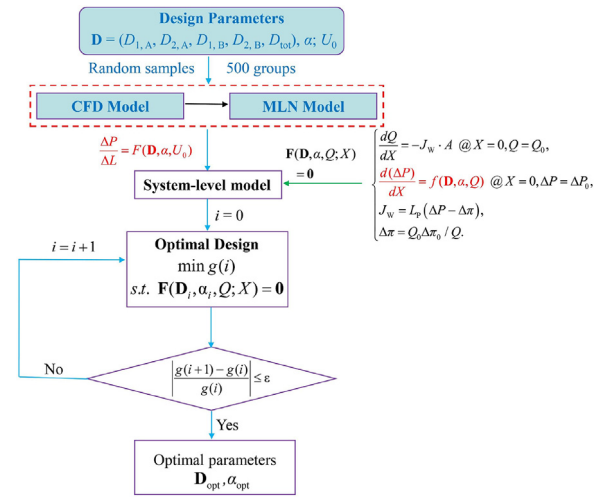 Design Parameters
D = (D1, A, D2, A, D1, B, D2, B, Dtot), α; U0
Random samples 500 groups
CFD Model
MLN Model
ΔP/ΔL = F(D,α,U0)
F(D,α,Q; X)
= 0
System-level model
dQ/dX = −JW · A @ X = 0, Q = Q0,
d(ΔP)/dX = f(D,α,Q) @ X = 0, ΔP = ΔP0,
JW = LP(ΔP − Δπ),
Δπ = Q0Δπ0 / Q.
i = 0
i = i+1
Optimal Design
min g(i)
s.t. F(Di,αi,Q; X) = 0
No
|g(i+1) − g(i)/g(i)| ≤ ε
Yes
Optimal parameters
Dopt, αopt